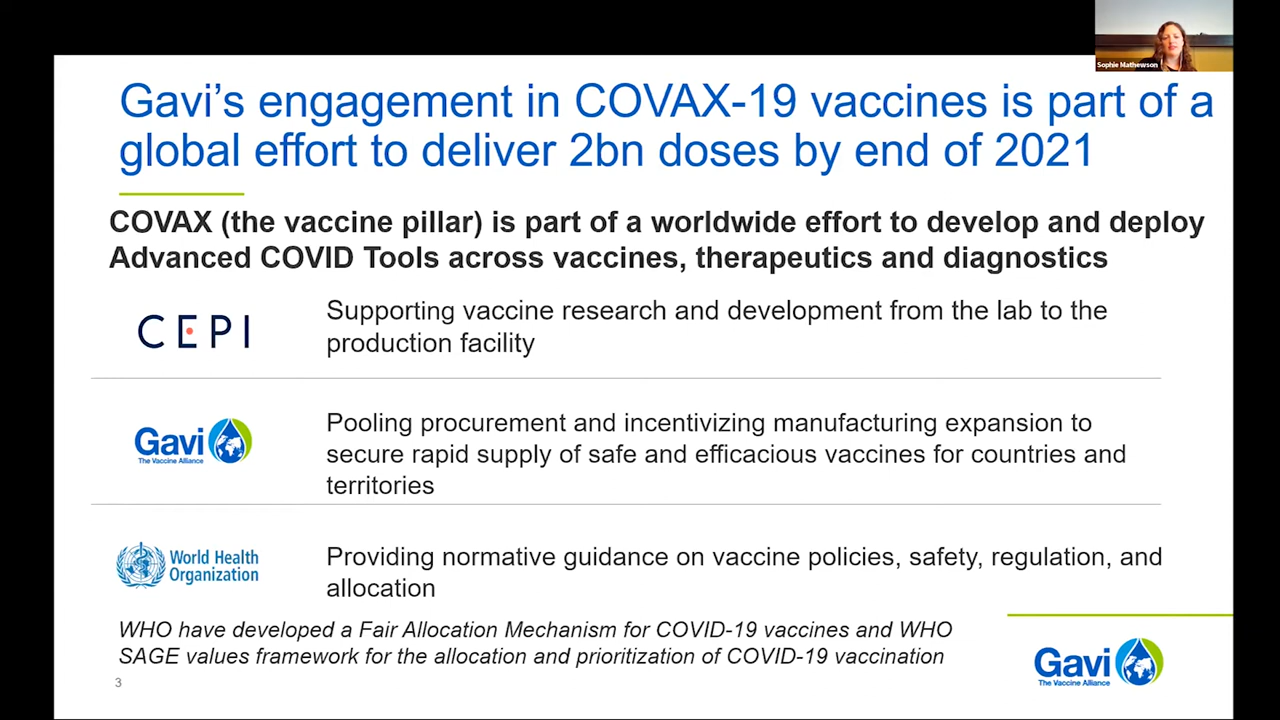 Sophie Mathewson
Gavi's engagement in COVAX-19 vaccines is part of a
global effort to deliver 2bn doses by end of 2021
COVAX (the vaccine pillar) is part of a worldwide effort to develop and deploy
Advanced COVID Tools across vaccines, therapeutics and diagnostics
CEPI
Supporting vaccine research and development from the lab to the
production facility
Gavi
The Vaccine Alliance
Pooling procurement and incentivizing manufacturing expansion to
secure rapid supply of safe and efficacious vaccines for countries and
territories
World Health
Organization
Providing normative guidance on vaccine policies, safety, regulation, and
allocation
WHO have developed a Fair Allocation Mechanism for COVID-19 vaccines and WHO
SAGE values framework for the allocation and prioritization of COVID-19 vaccination
3
Gavi
The Vaccine Alliance